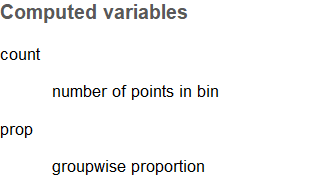 Computed variables
count
number of points in bin
prop
groupwise proportion